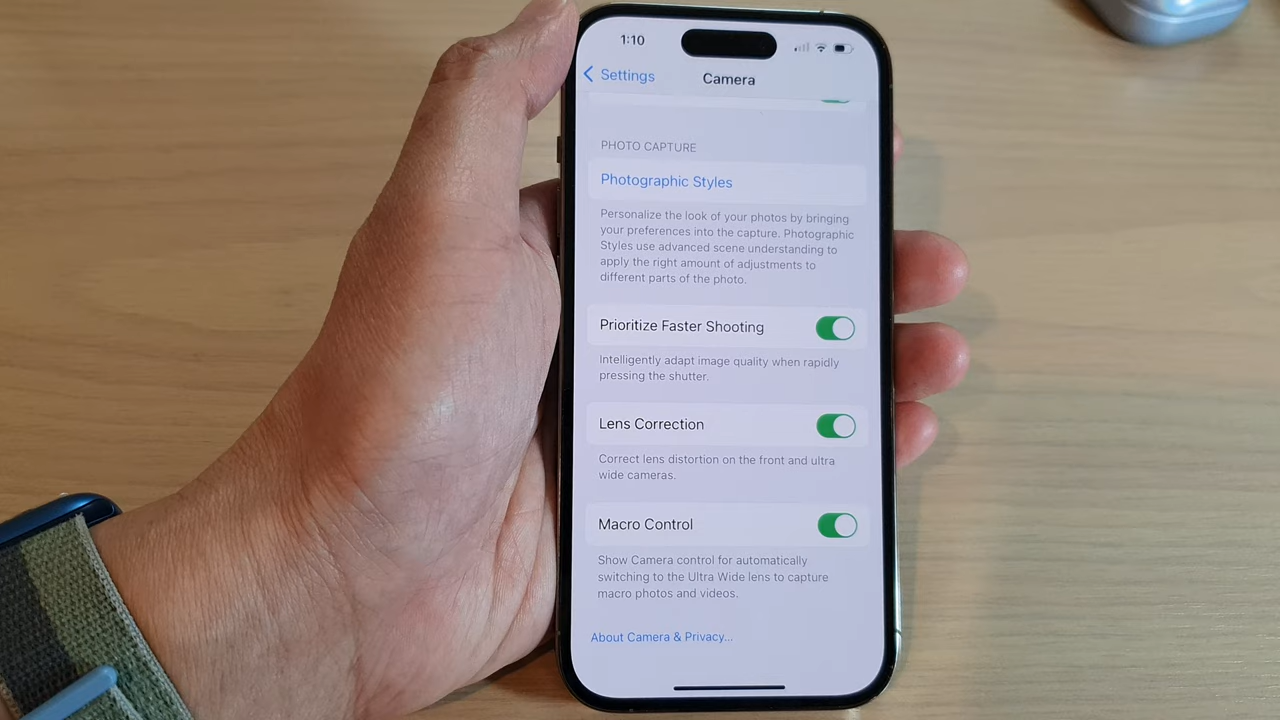 1:10
Settings
Camera
PHOTO CAPTURE
Photographic Styles
Personalize the look of your photos by bringing
your preferences into the capture. Photographic
Styles use advanced scene understanding to
apply the right amount of adjustments to
different parts of the photo.
Prioritize Faster Shooting
Intelligently adapt image quality when rapidly
pressing the shutter.
Lens Correction
Correct lens distortion on the front and ultra
wide cameras.
Macro Control
Show Camera control for automatically
switching to the Ultra Wide lens to capture
macro photos and videos.
About Camera & Privacy...